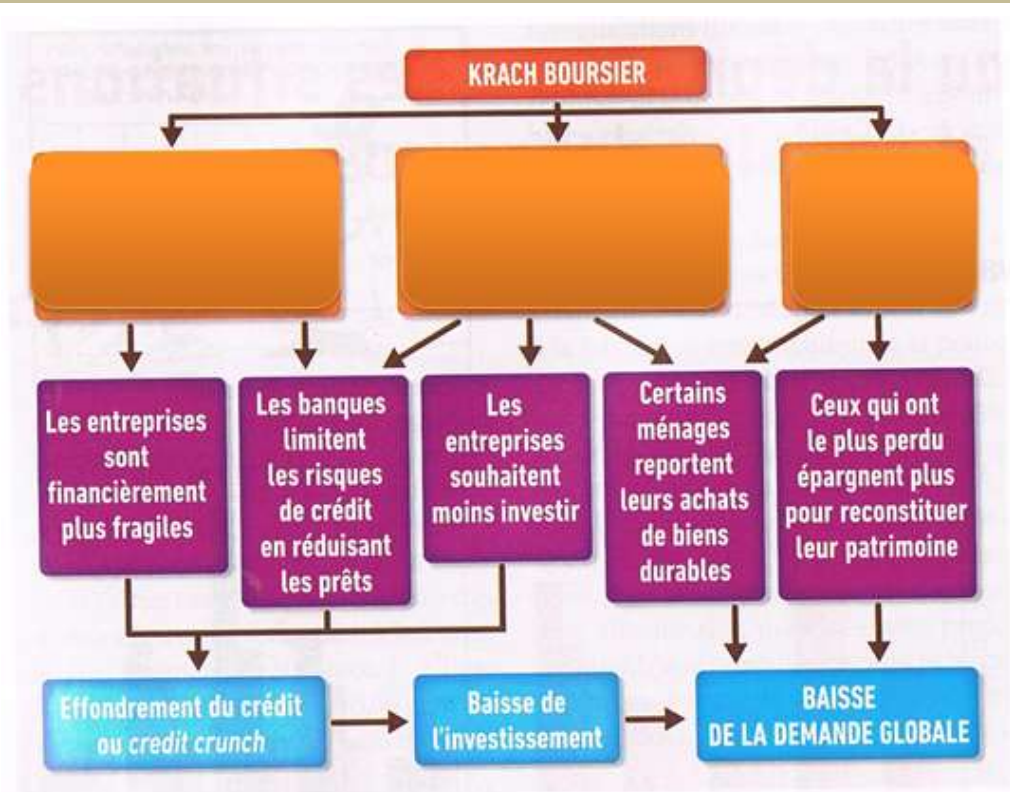 KRACH BOURSIER
Les entreprises
sont
financièrement
plus fragiles
Les banques
limitent
les risques
de crédit
en réduisant
les prêts
Les
entreprises
souhaitent
moins investir
Certains
ménages
reportent
leurs achats
de biens
durables
Ceux qui ont
le plus perdu
épargnent plus
pour reconstituer
leur patrimoine
Effondrement du crédit
ou credit crunch
Baisse de
l'investissement
BAISSE
DE LA DEMANDE GLOBALE